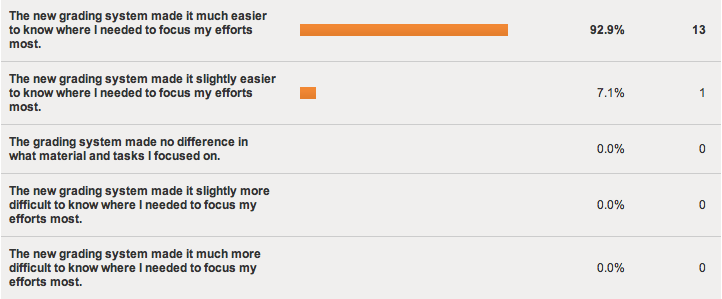 The new grading system made it much easier
to know where I needed to focus my efforts
most.
92.9%
13
The new grading system made it slightly easier
to know where I needed to focus my efforts
most.
7.1%
1
The grading system made no difference in
what material and tasks I focused on.
0.0%
0
The new grading system made it slightly more
difficult to know where I needed to focus my
efforts most.
0.0%
0
The new grading system made it much more
difficult to know where I needed to focus my
efforts most.
0.0%
0